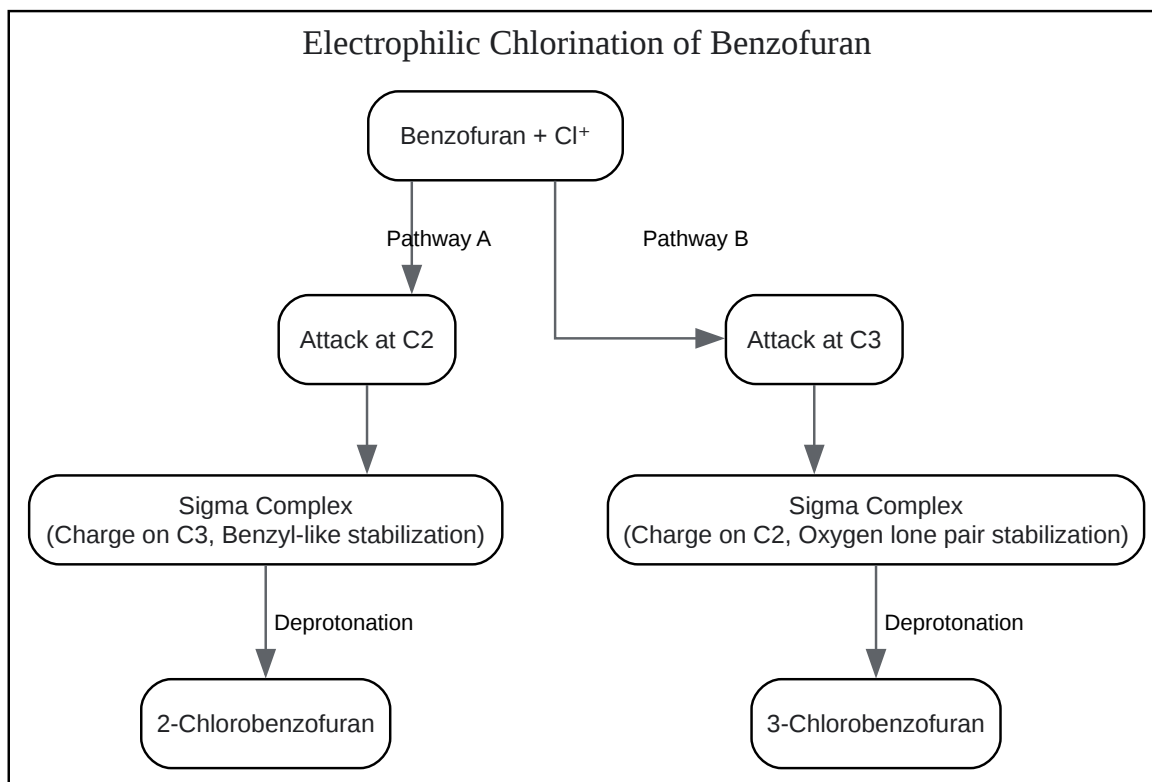 Electrophilic Chlorination of Benzofuran
Benzofuran + Cl⁺
Pathway A
Pathway B
Attack at C2
Attack at C3
Sigma Complex
(Charge on C3, Benzyl-like stabilization)
Sigma Complex
(Charge on C2, Oxygen lone pair stabilization)
Deprotonation
Deprotonation
2-Chlorobenzofuran
3-Chlorobenzofuran